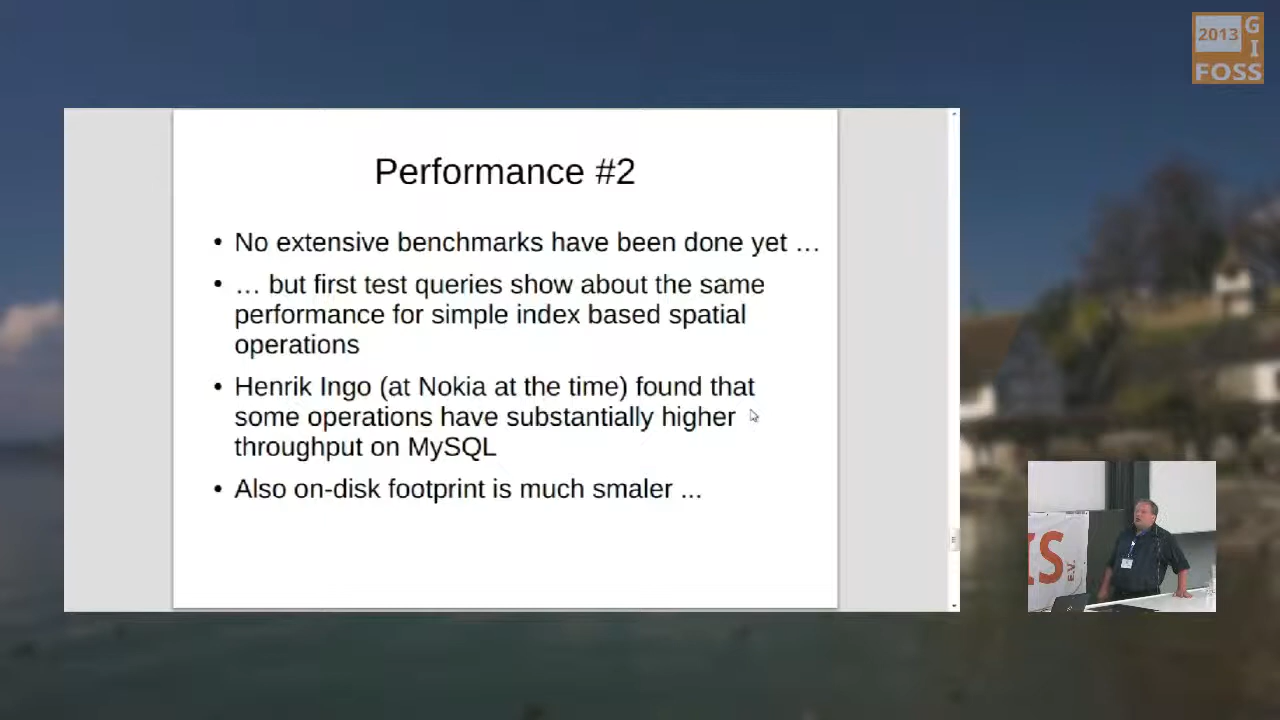 2013
G
I
FOSS
Performance #2
• No extensive benchmarks have been done yet …
• … but first test queries show about the same
performance for simple index based spatial
operations
• Henrik Ingo (at Nokia at the time) found that
some operations have substantially higher
throughput on MySQL
• Also on-disk footprint is much smaler ...
S
E.V.